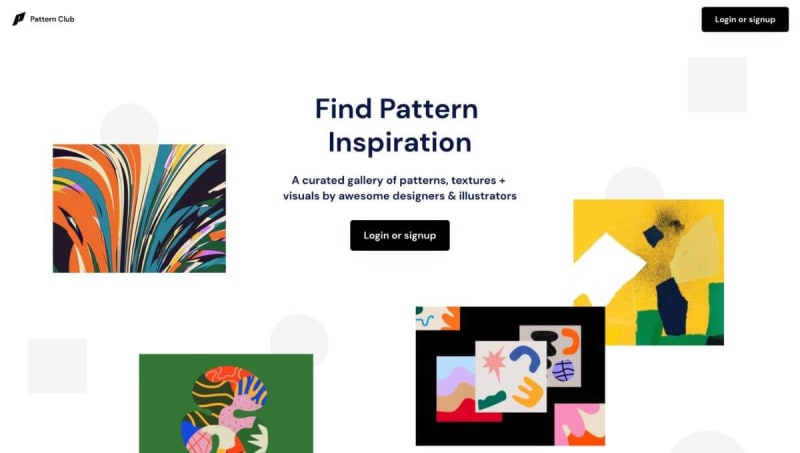 Pattern Club
Login or signup
Find Pattern
Inspiration
A curated gallery of patterns, textures +
visuals by awesome designers & illustrators
Login or signup